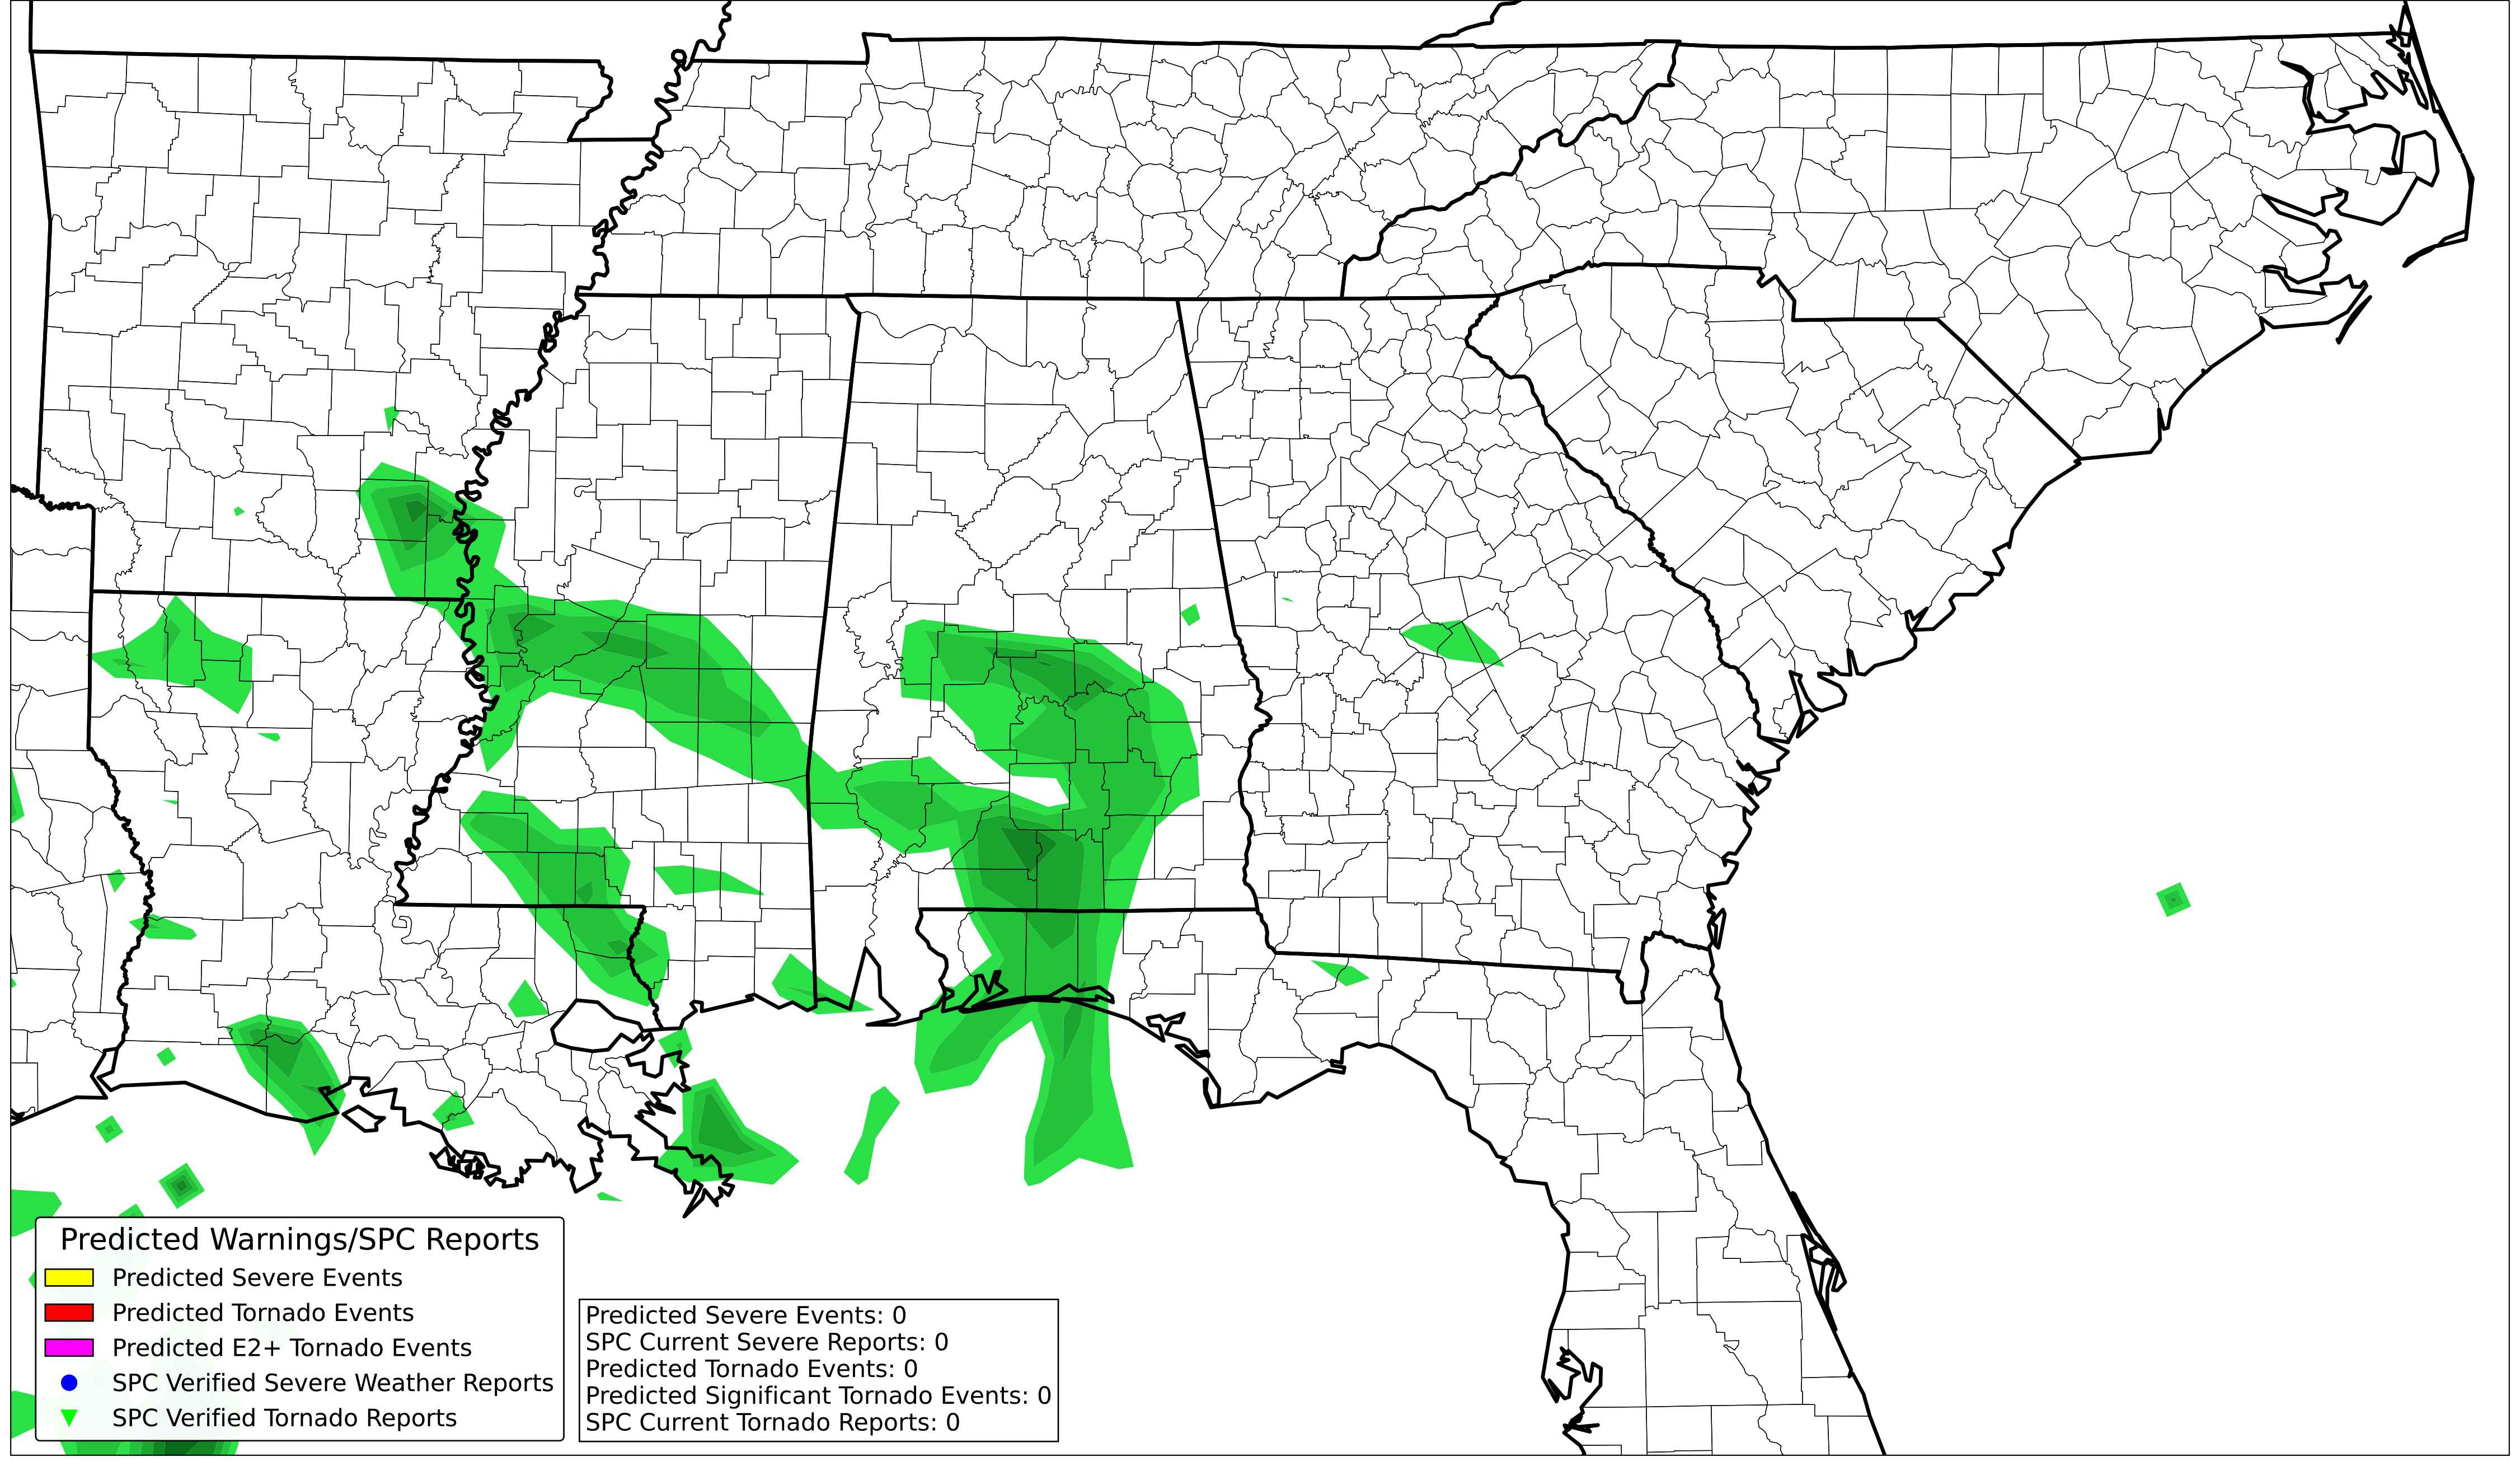 Predicted Warnings/SPC Reports
Predicted Severe Events
Predicted Tornado Events
Predicted E2+ Tornado Events
SPC Verified Severe Weather Reports
SPC Verified Tornado Reports
Predicted Severe Events: 0
SPC Current Severe Reports: 0
Predicted Tornado Events: 0
Predicted Significant Tornado Events: 0
SPC Current Tornado Reports: 0